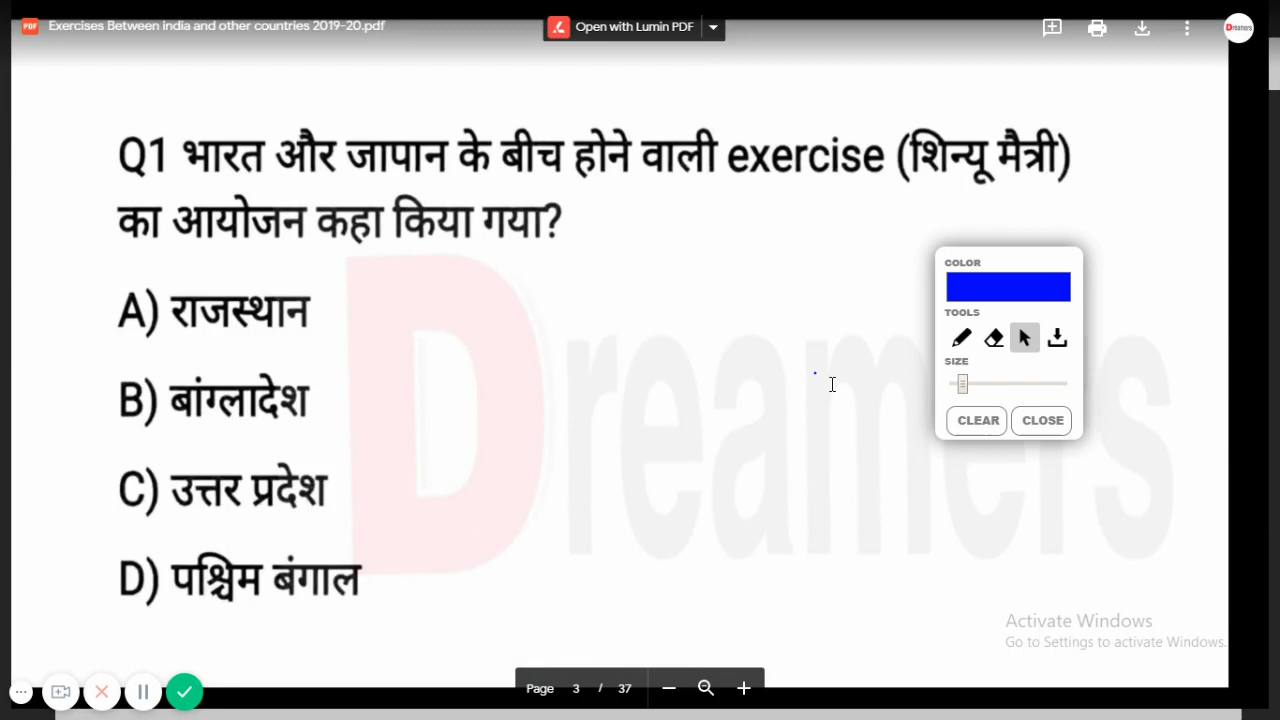 Exercises Between india and other countries 2019-20.pdf
Open with Lumin PDF
Dreamers
Q1 भारत और जापान के बीच होने वाली exercise (शिन्यू मैत्री)
का आयोजन कहा किया गया?
A) राजस्थान
B) बांग्लादेश
C) उत्तर प्रदेश
D) पश्चिम बंगाल
Dreamers
COLOR
TOOLS
SIZE
CLEAR CLOSE
Activate Windows
Go to Settings to activate Windows.
Page 3 / 37
PDF